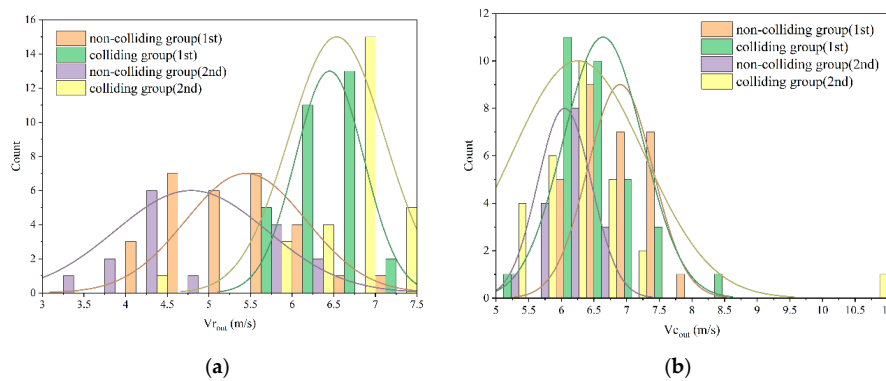 non-colliding group(1st)
colliding group(1st)
non-colliding group(2nd)
colliding group(2nd)
16
14
12
10
8
6
4
2
0
Count
3 3.5 4 4.5 5 5.5 6 6.5 7 7.5
Vr_out (m/s)
(a)
non-colliding group(1st)
colliding group(1st)
non-colliding group(2nd)
colliding group(2nd)
12
10
8
6
4
2
0
Count
5 5.5 6 6.5 7 7.5 8 8.5 9 9.5 10 10.5
Vc_out (m/s)
(b)